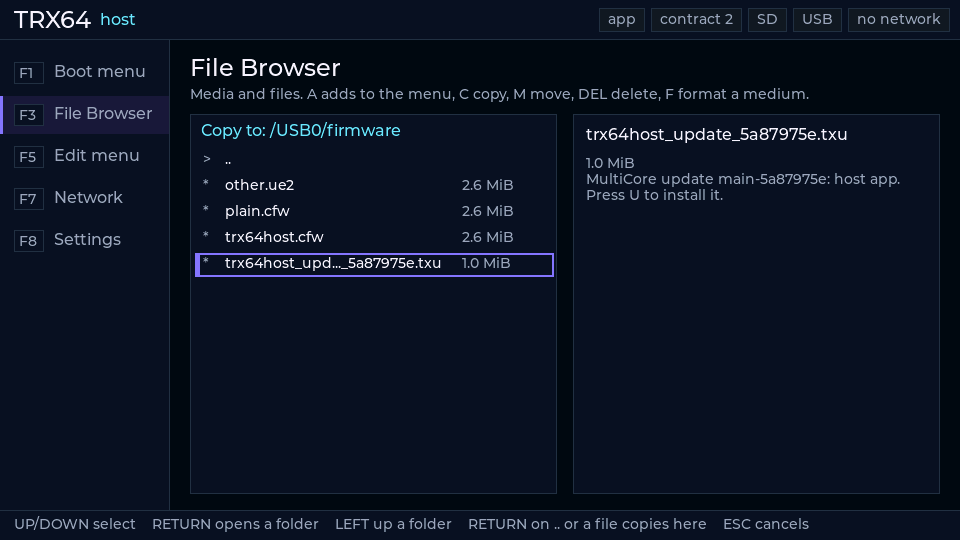 TRX64 host app contract 2 SD USB no network
F1 Boot menu
F3 File Browser
F5 Edit menu
F7 Network
F8 Settings
File Browser
Media and files. A adds to the menu, C copy, M move, DEL delete, F format a medium.
Copy to: /USB0/firmware
> ..
* other.ue2 2.6 MiB
* plain.cfw 2.6 MiB
* trx64host.cfw 2.6 MiB
* trx64host_upd..._5a87975e.txu 1.0 MiB
trx64host_update_5a87975e.txu
1.0 MiB
MultiCore update main-5a87975e: host app.
Press U to install it.
UP/DOWN select RETURN opens a folder LEFT up a folder RETURN on .. or a file copies here ESC cancels